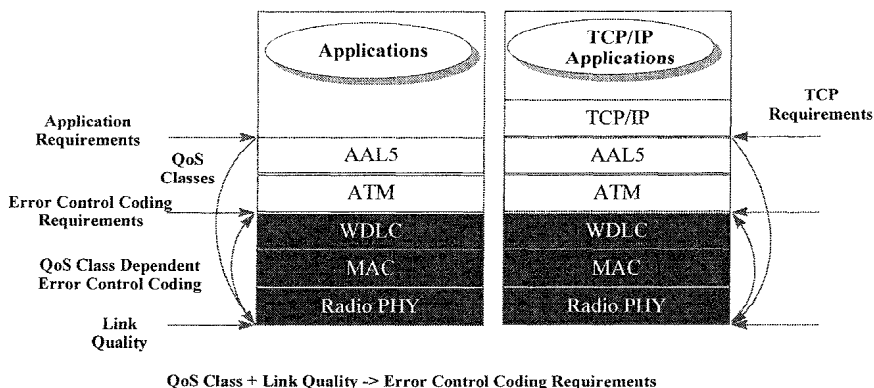 Applications
TCP/IP
Applications
TCP
Requirements
Application
Requirements
TCP/IP
QoS
Classes
AAL5
AAL5
ATM
ATM
Error Control Coding
Requirements
WDLC
WDLC
QoS Class Dependent
Error Control Coding
MAC
MAC
Radio PHY
Radio PHY
Link
Quality
QoS Class + Link Quality -> Error Control Coding Requirements